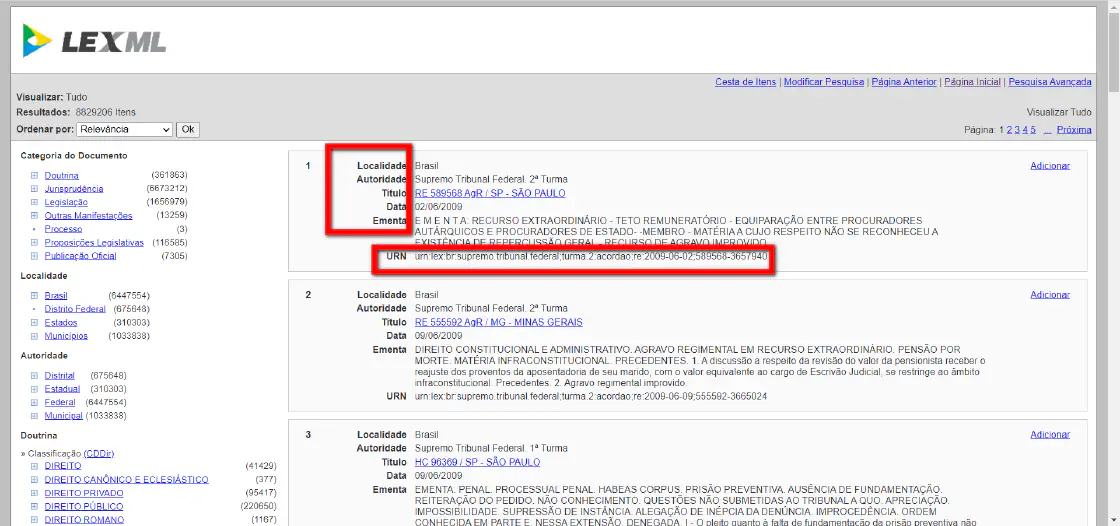 LEXML
Cesta de Itens | Modificar Pesquisa | Página Anterior | Página Inicial | Pesquisa Avançada
Visualizar: Tudo
Resultados: 8829206 Itens
Visualizar Tudo
Ordenar por: Relevância Ok
Página: 1 2 3 4 5 ... Próxima
Categoria do Documento
Doutrina (361863)
Jurisprudência (6673212)
Legislação (1656979)
Outras Manifestações (13259)
Processo (3)
Proposições Legislativas (116585)
Publicação Oficial (7305)
Localidade
Brasil (6447554)
Distrito Federal (675648)
Estados (310303)
Municípios (1033838)
Autoridade
Distrital (675648)
Estadual (310303)
Federal (6447554)
Municipal (1033838)
Doutrina
» Classificação (CDDir)
DIREITO (41429)
DIREITO CANÔNICO E ECLESIÁSTICO (377)
DIREITO PRIVADO (95417)
DIREITO PÚBLICO (220650)
DIREITO ROMANO (1167)
1 Localidade Brasil Adicionar
Autoridade Supremo Tribunal Federal. 2ª Turma
Título RE 589568 AgR / SP - SÃO PAULO
Data 02/06/2009
Ementa E M E N T A: RECURSO EXTRAORDINÁRIO - TETO REMUNERATÓRIO - EQUIPARAÇÃO ENTRE PROCURADORES
AUTÁRQUICOS E PROCURADORES DE ESTADO- -MEMBRO - MATÉRIA A CUJO RESPEITO NÃO SE RECONHECEU A
EXISTÊNCIA DE REPERCUSSÃO GERAL - RECURSO DE AGRAVO IMPROVIDO.
URN urn:lex:br:supremo.tribunal.federal;turma.2:acordao;re:2009-06-02;589568-3657940
2 Localidade Brasil Adicionar
Autoridade Supremo Tribunal Federal. 2ª Turma
Título RE 555592 AgR / MG - MINAS GERAIS
Data 09/06/2009
Ementa DIREITO CONSTITUCIONAL E ADMINISTRATIVO. AGRAVO REGIMENTAL EM RECURSO EXTRAORDINÁRIO. PENSÃO POR
MORTE. MATÉRIA INFRACONSTITUCIONAL. PRECEDENTES. 1. A discussão a respeito da revisão do valor da pensionista receber o
reajuste dos proventos da aposentadoria de seu marido, com o valor equivalente ao cargo de Escrivão Judicial, se restringe ao âmbito
infraconstitucional. Precedentes. 2. Agravo regimental improvido.
URN urn:lex:br:supremo.tribunal.federal;turma.2:acordao;re:2009-06-09;555592-3665024
3 Localidade Brasil Adicionar
Autoridade Supremo Tribunal Federal. 1ª Turma
Título HC 96369 / SP - SÃO PAULO
Data 09/06/2009
Ementa EMENTA. PENAL. PROCESSUAL PENAL. HABEAS CORPUS. PRISÃO PREVENTIVA. AUSÊNCIA DE FUNDAMENTAÇÃO.
REITERAÇÃO DO PEDIDO. NÃO CONHECIMENTO. QUESTÕES NÃO SUBMETIDAS AO TRIBUNAL A QUO. APRECIAÇÃO.
IMPOSSIBILIDADE. SUPRESSÃO DE INSTÂNCIA. ALEGAÇÃO DE INÉPCIA DA DENÚNCIA. IMPROCEDÊNCIA. ORDEM
CONHECIDA EM PARTE E, NESSA EXTENSÃO, DENEGADA. I - O pleito quanto à falta de fundamentação da prisão preventiva não